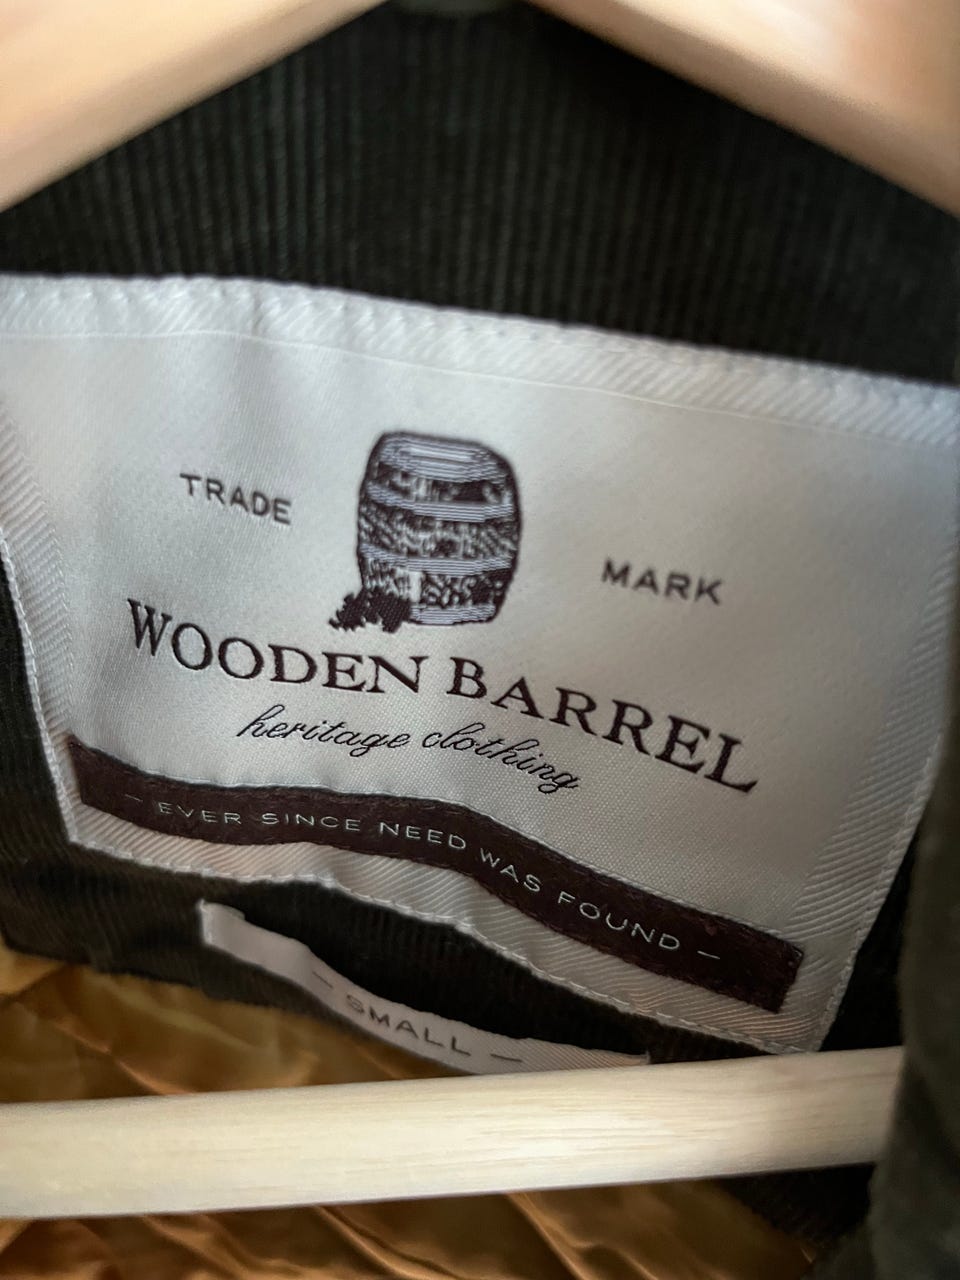 TRADE MARK
WOODEN BARREL
heritage clothing
— EVER SINCE NEED WAS FOUND —
— SMALL —